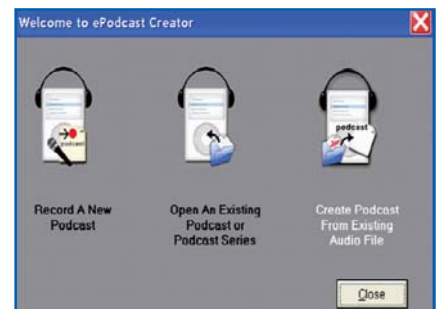 Welcome to ePodcast Creator
podcast
podcast
Record A New
Podcast
Open An Existing
Podcast or
Podcast Series
Create Podcast
From Existing
Audio File
Close